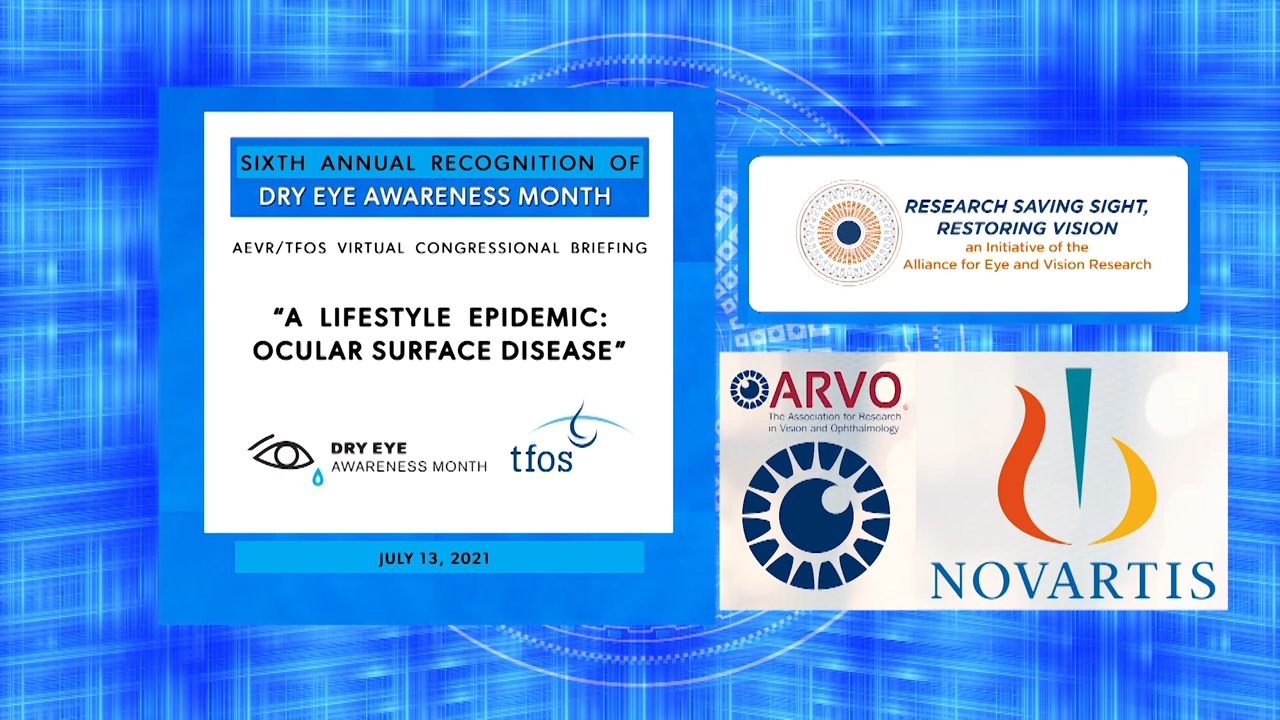 SIXTH ANNUAL RECOGNITION OF
DRY EYE AWARENESS MONTH
AEVR/TFOS VIRTUAL CONGRESSIONAL BRIEFING
“A LIFESTYLE EPIDEMIC:
OCULAR SURFACE DISEASE”
DRY EYE
AWARENESS MONTH
tfos
JULY 13, 2021
RESEARCH SAVING SIGHT,
RESTORING VISION
an Initiative of the
Alliance for Eye and Vision Research
ARVO®
The Association for Research
in Vision and Ophthalmology
NOVARTIS